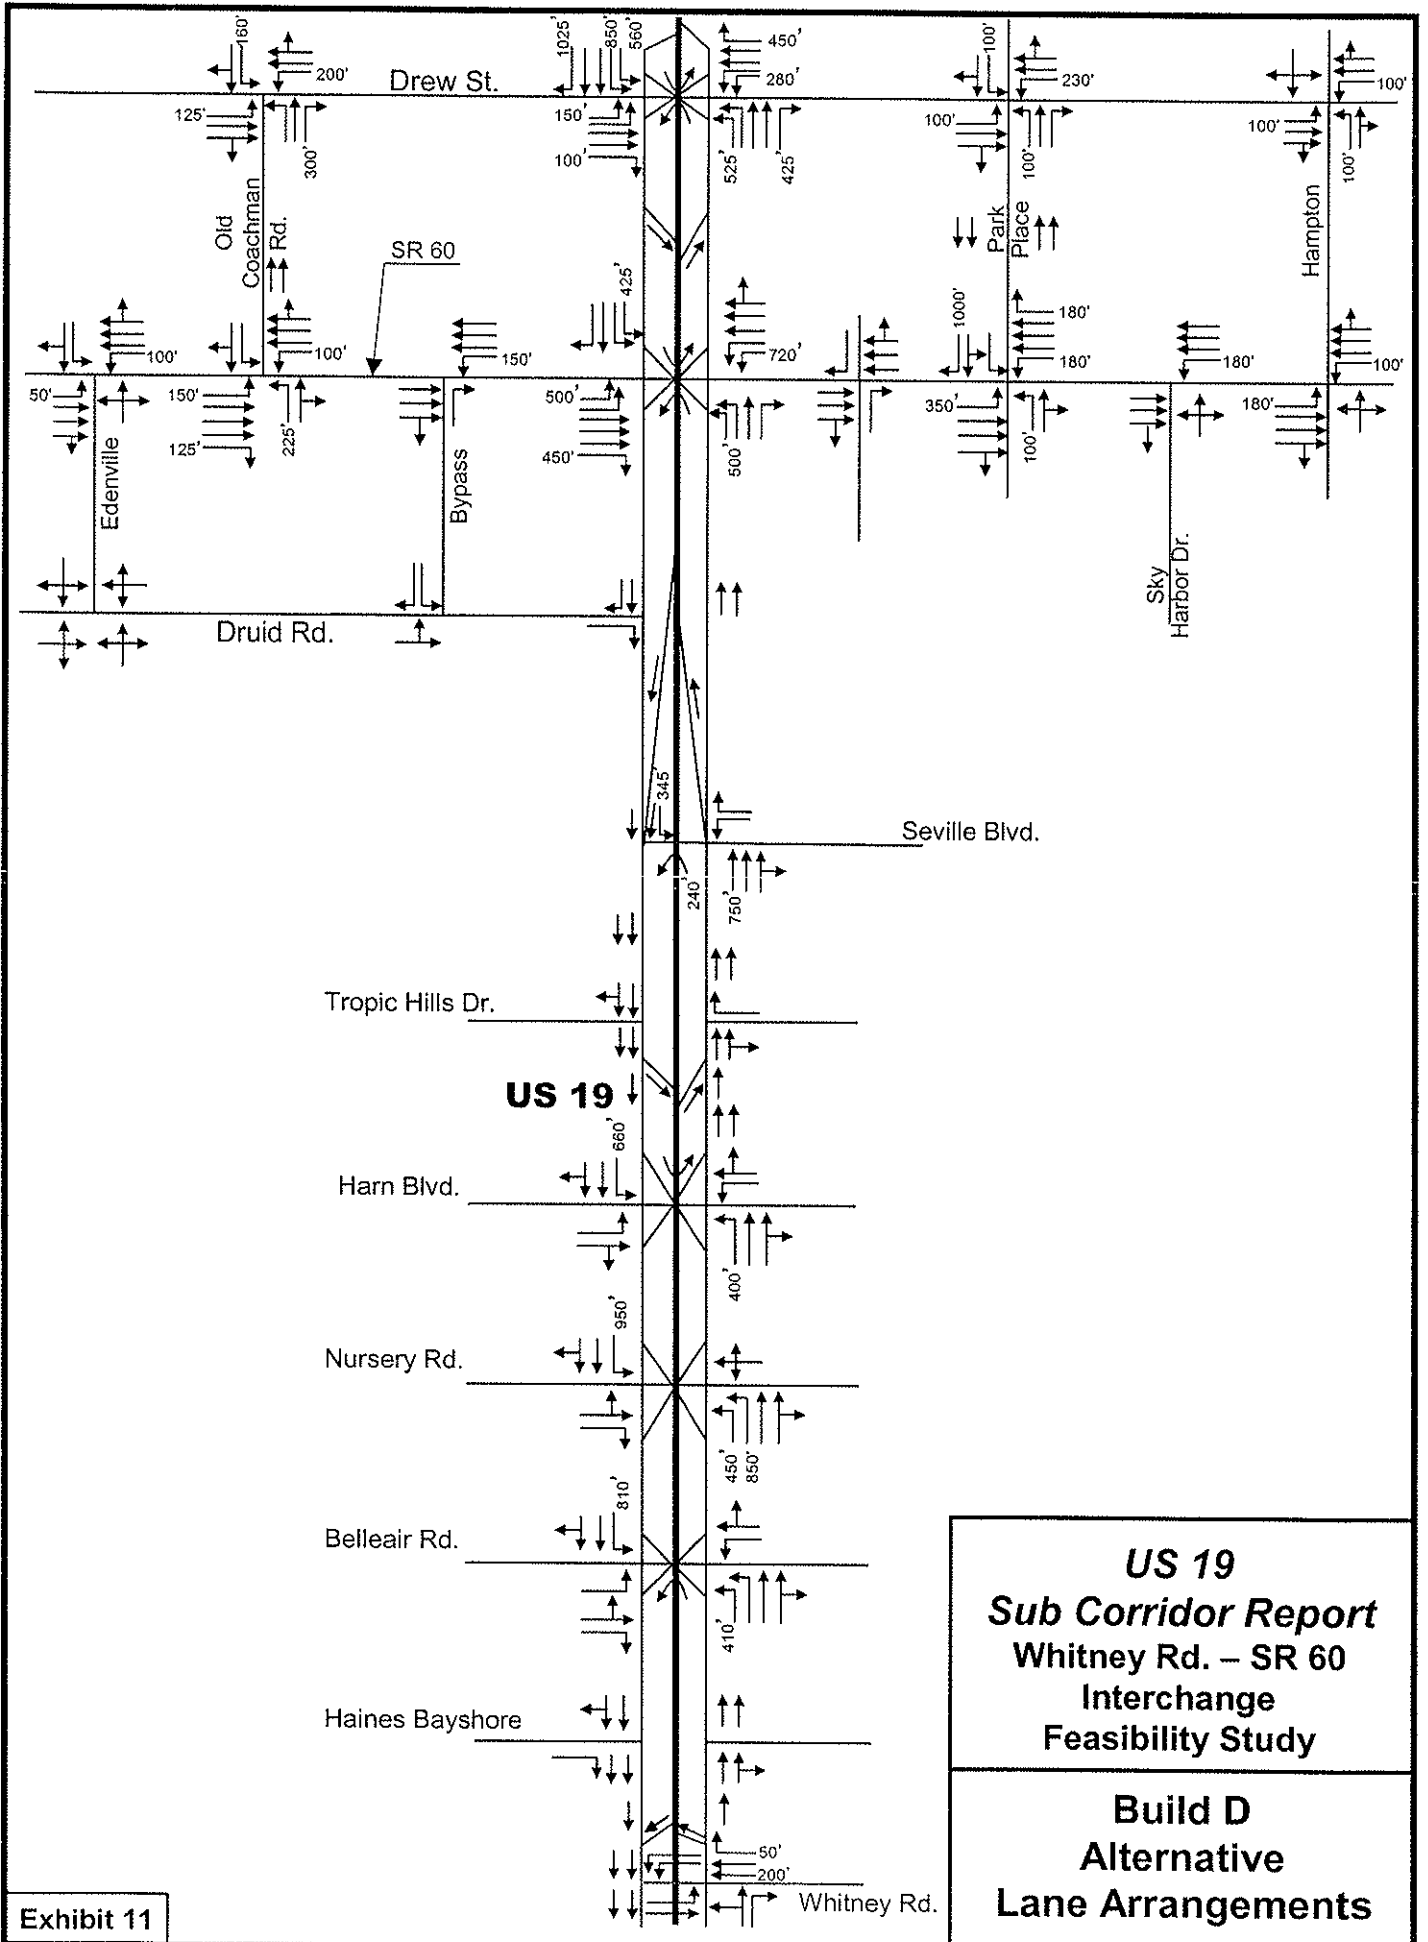 160'
1025'
850'
560'
450'
100'
200'
Drew St.
280'
230'
100'
125'
150'
100'
100'
100'
300'
525'
425'
100'
100'
Old
Coachman
Rd.
SR 60
Park
Place
Hampton
425'
1000'
180'
100'
100'
150'
720'
180'
180'
100'
50'
150'
500'
350'
180'
125'
225'
450'
500'
100'
Edenville
Bypass
Sky
Harbor Dr.
Druid Rd.
345'
Seville Blvd.
240'
750'
Tropic Hills Dr.
US 19
660'
Harn Blvd.
400'
950'
Nursery Rd.
450'
850'
810'
Belleair Rd.
410'
Haines Bayshore
50'
200'
Whitney Rd.
US 19
Sub Corridor Report
Whitney Rd. – SR 60
Interchange
Feasibility Study
Build D
Alternative
Lane Arrangements
Exhibit 11